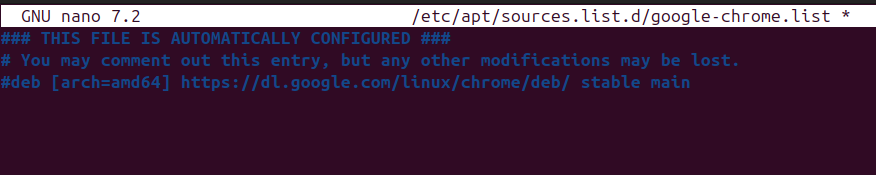 GNU nano 7.2 /etc/apt/sources.list.d/google-chrome.list *
### THIS FILE IS AUTOMATICALLY CONFIGURED ###
# You may comment out this entry, but any other modifications may be lost.
#deb [arch=amd64] https://dl.google.com/linux/chrome/deb/ stable main